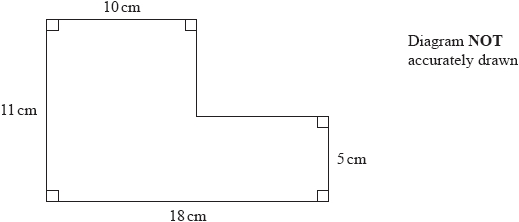 10 cm
Diagram NOT
accurately drawn
11 cm
5 cm
18 cm